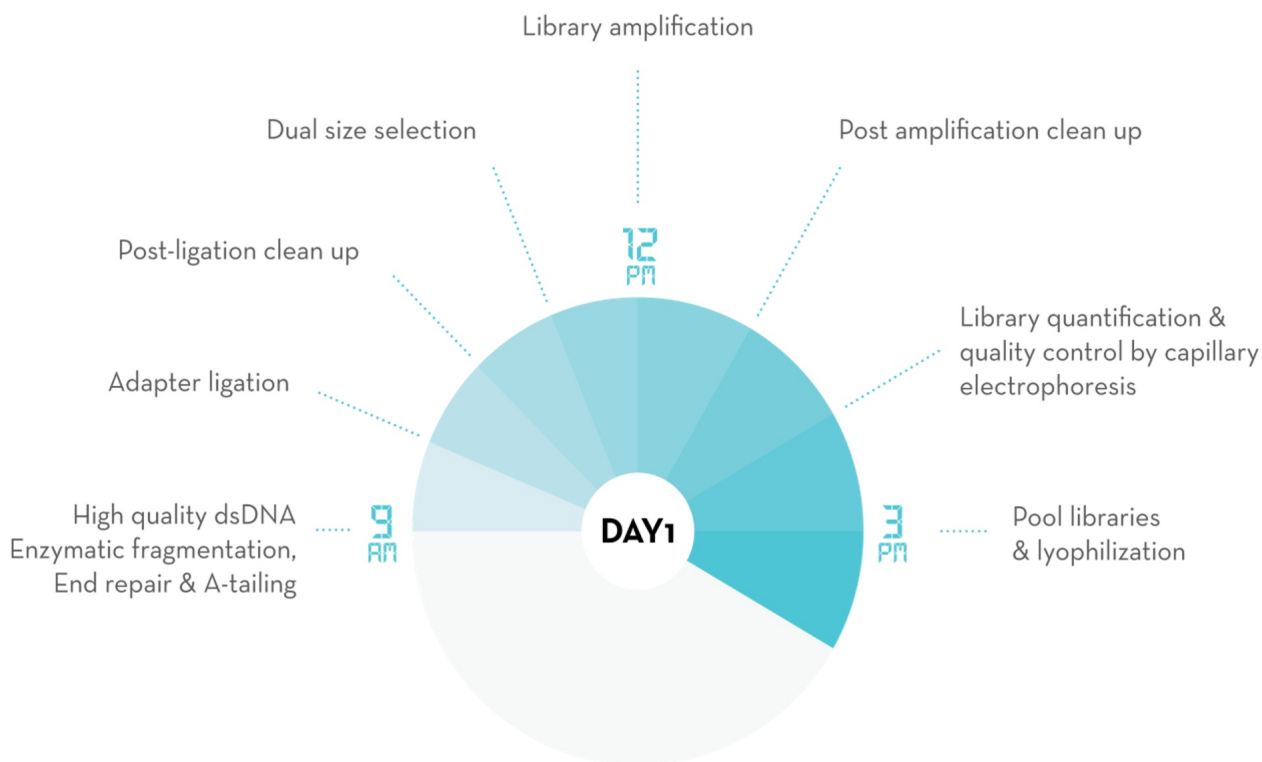 Library amplification
Dual size selection
Post amplification clean up
12
PM
Post-ligation clean up
Library quantification &
quality control by capillary
electrophoresis
Adapter ligation
High quality dsDNA
Enzymatic fragmentation,
End repair & A-tailing
9
AM
DAY1
3
PM
Pool libraries
& lyophilization